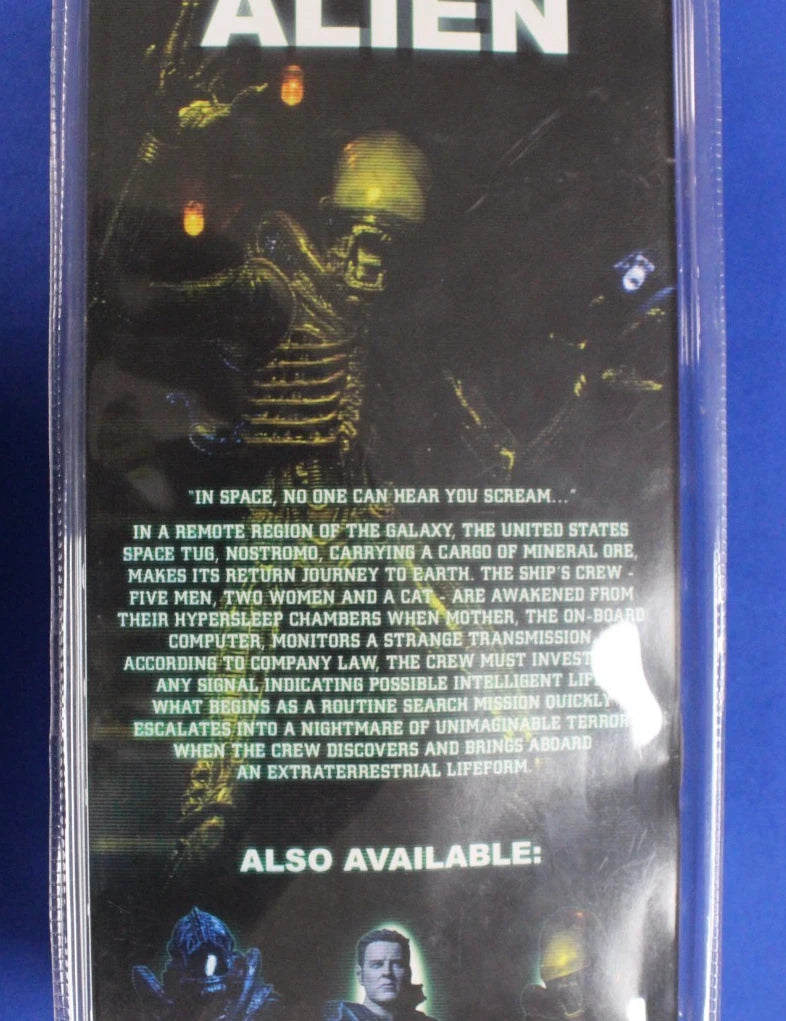 ALIEN
"IN SPACE, NO ONE CAN HEAR YOU SCREAM..."
IN A REMOTE REGION OF THE GALAXY, THE UNITED STATES
SPACE TUG, NOSTROMO, CARRYING A CARGO OF MINERAL ORE,
MAKES ITS RETURN JOURNEY TO EARTH. THE SHIP'S CREW -
FIVE MEN, TWO WOMEN AND A CAT - ARE AWAKENED FROM
THEIR HYPERSLEEP CHAMBERS WHEN MOTHER, THE ON-BOARD
COMPUTER, MONITORS A STRANGE TRANSMISSION.
ACCORDING TO COMPANY LAW, THE CREW MUST
ANY SIGNAL INDICATING POSSIBLE INTELLIGENT
WHAT BEGINS AS A ROUTINE SEARCH MISSION QUICKLY
ESCALATES INTO A NIGHTMARE OF UNIMAGINABLE TERROR
WHEN THE CREW DISCOVERS AND BRINGS ABOARD
AN EXTRATERRESTRIAL LIFEFORM.
ALSO AVAILABLE: